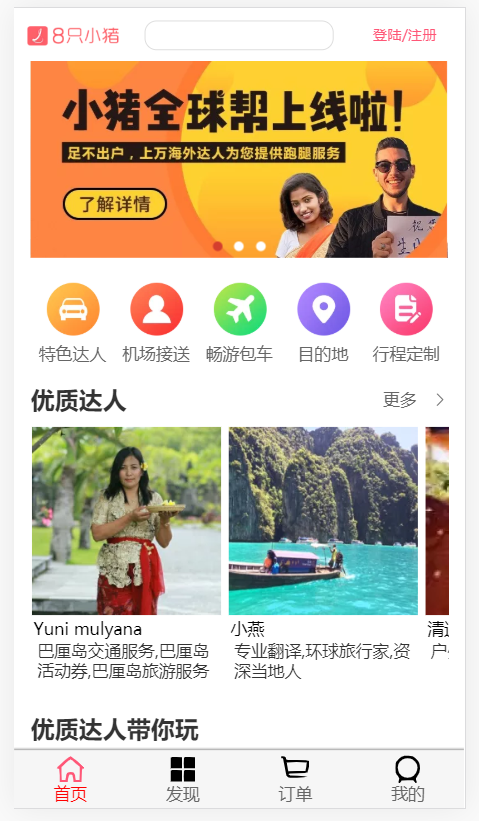 8只小猪
登陆/注册
小猪全球帮上线啦!
足不出户，上万海外达人为您提供跑腿服务
了解详情
特色达人
机场接送
畅游包车
目的地
行程定制
优质达人
更多
Yuni mulyana
巴厘岛交通服务,巴厘岛
活动券,巴厘岛旅游服务
小燕
专业翻译,环球旅行家,资
深当地人
优质达人带你玩
首页
发现
订单
我的